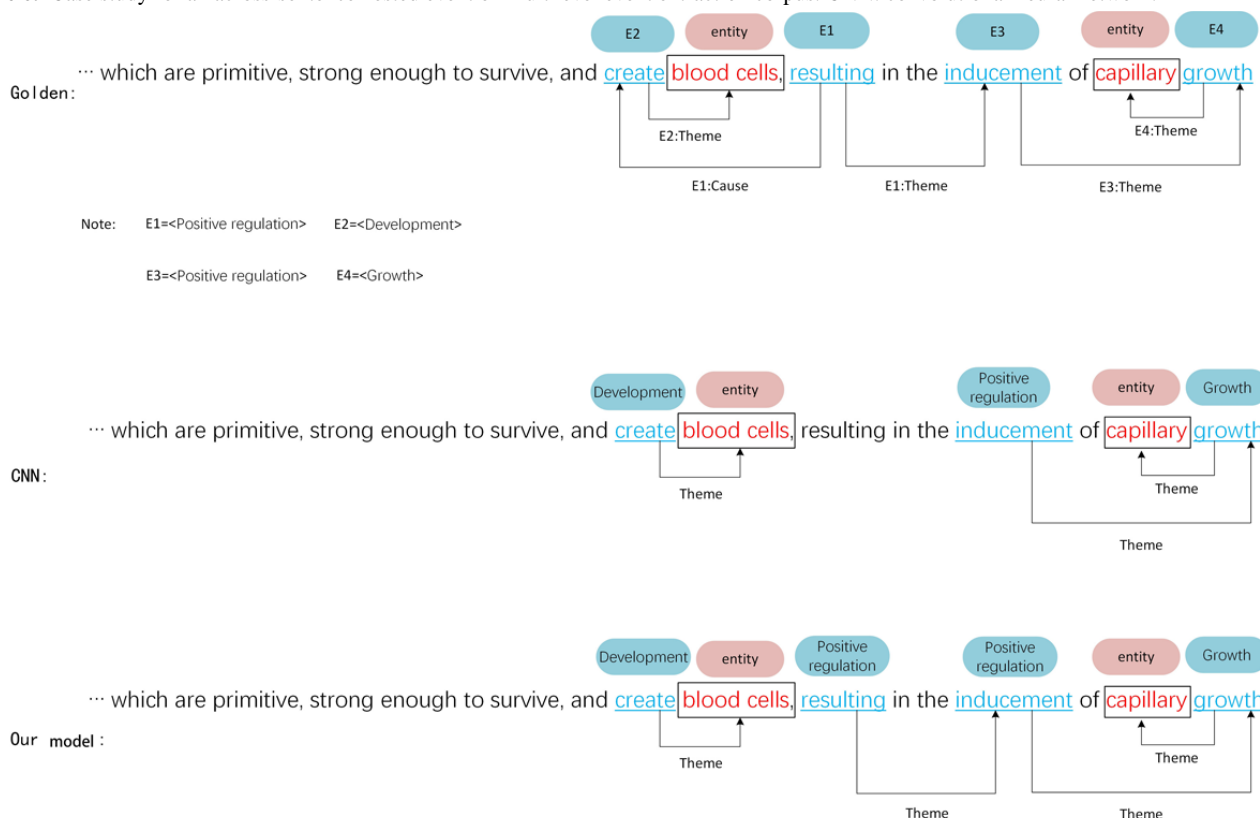 E2 entity E1 E3 entity E4
··· which are primitive, strong enough to survive, and create blood cells, resulting in the inducement of capillary growth
Golden:
E2:Theme E4:Theme
E1:Cause E1:Theme E3:Theme
Note: E1=<Positive regulation> E2=<Development>
E3=<Positive regulation> E4=<Growth>
Development entity Positive regulation entity Growth
··· which are primitive, strong enough to survive, and create blood cells, resulting in the inducement of capillary growth
CNN:
Theme Theme
Theme
Development entity Positive regulation Positive regulation entity Growth
··· which are primitive, strong enough to survive, and create blood cells, resulting in the inducement of capillary growth
Our model:
Theme Theme
Theme Theme